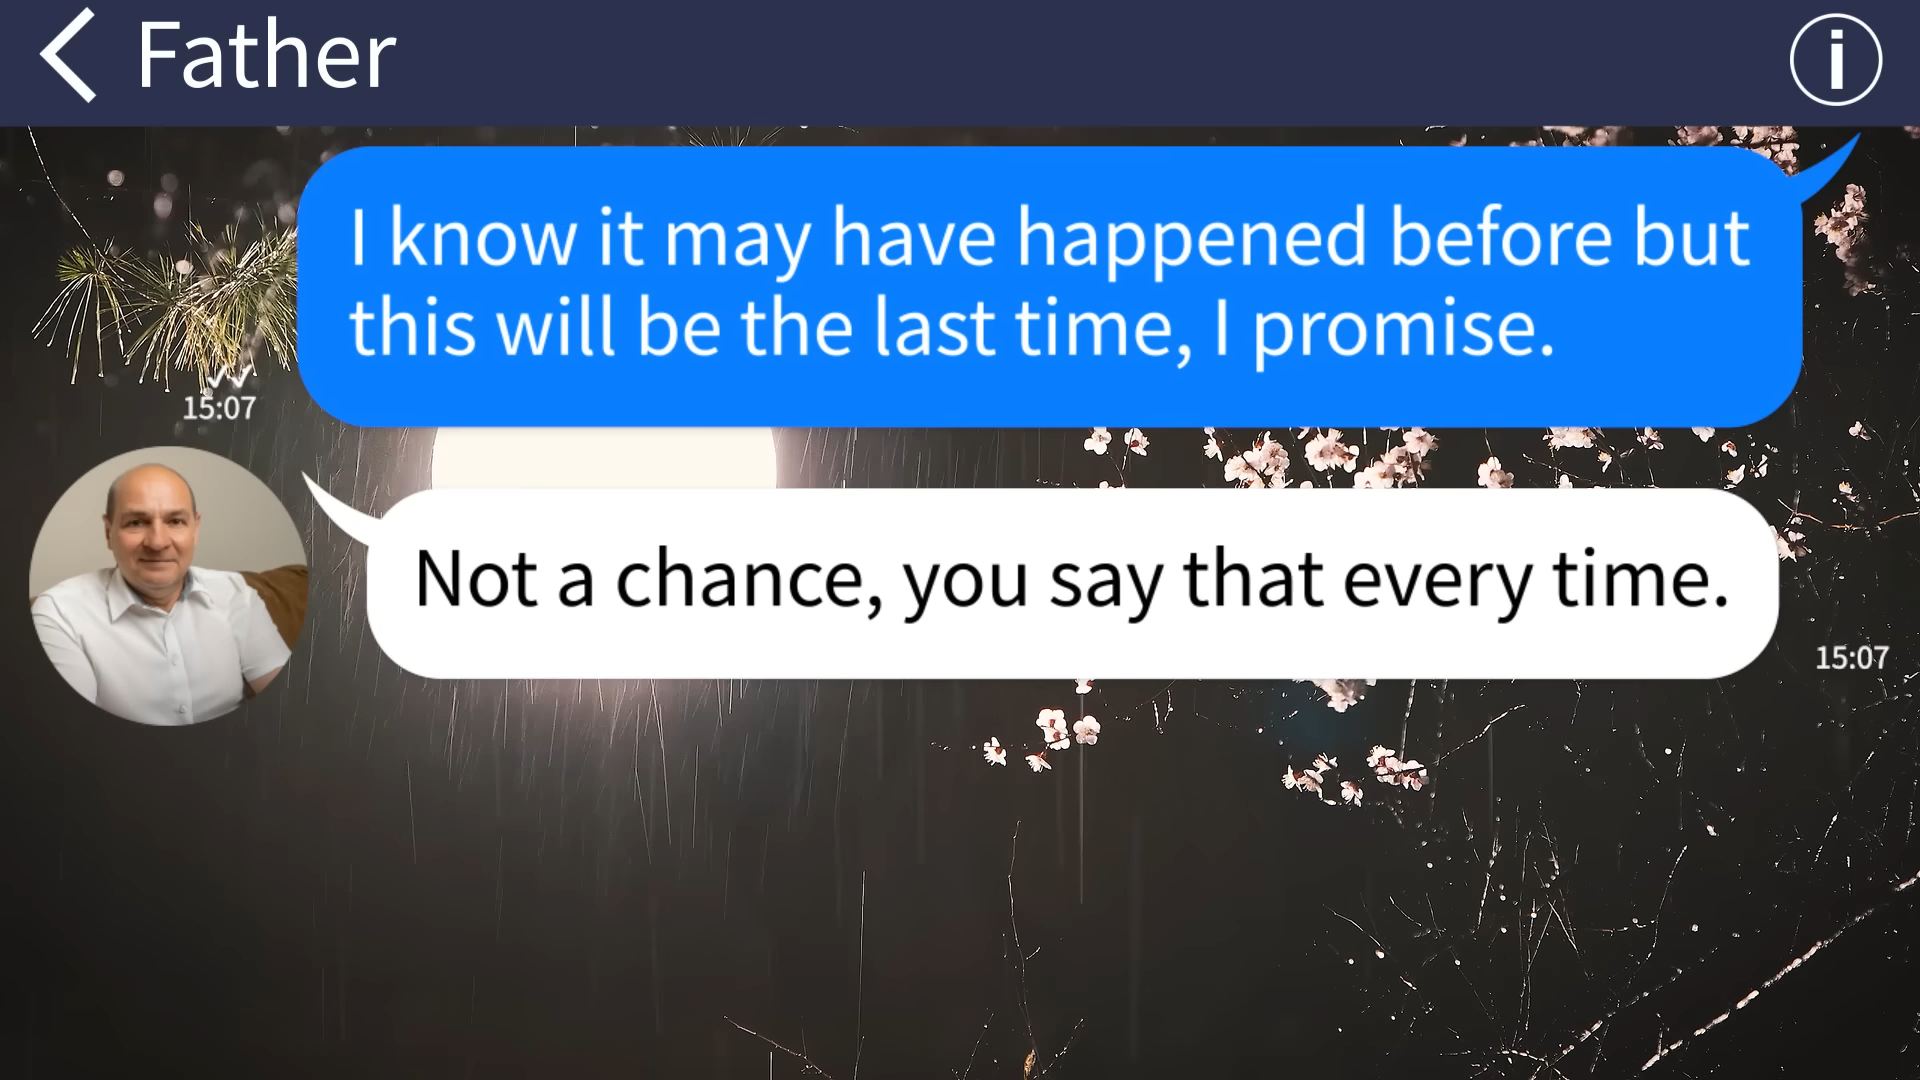 Father
I know it may have happened before but
this will be the last time, I promise.
15:07
Not a chance, you say that every time.
15:07